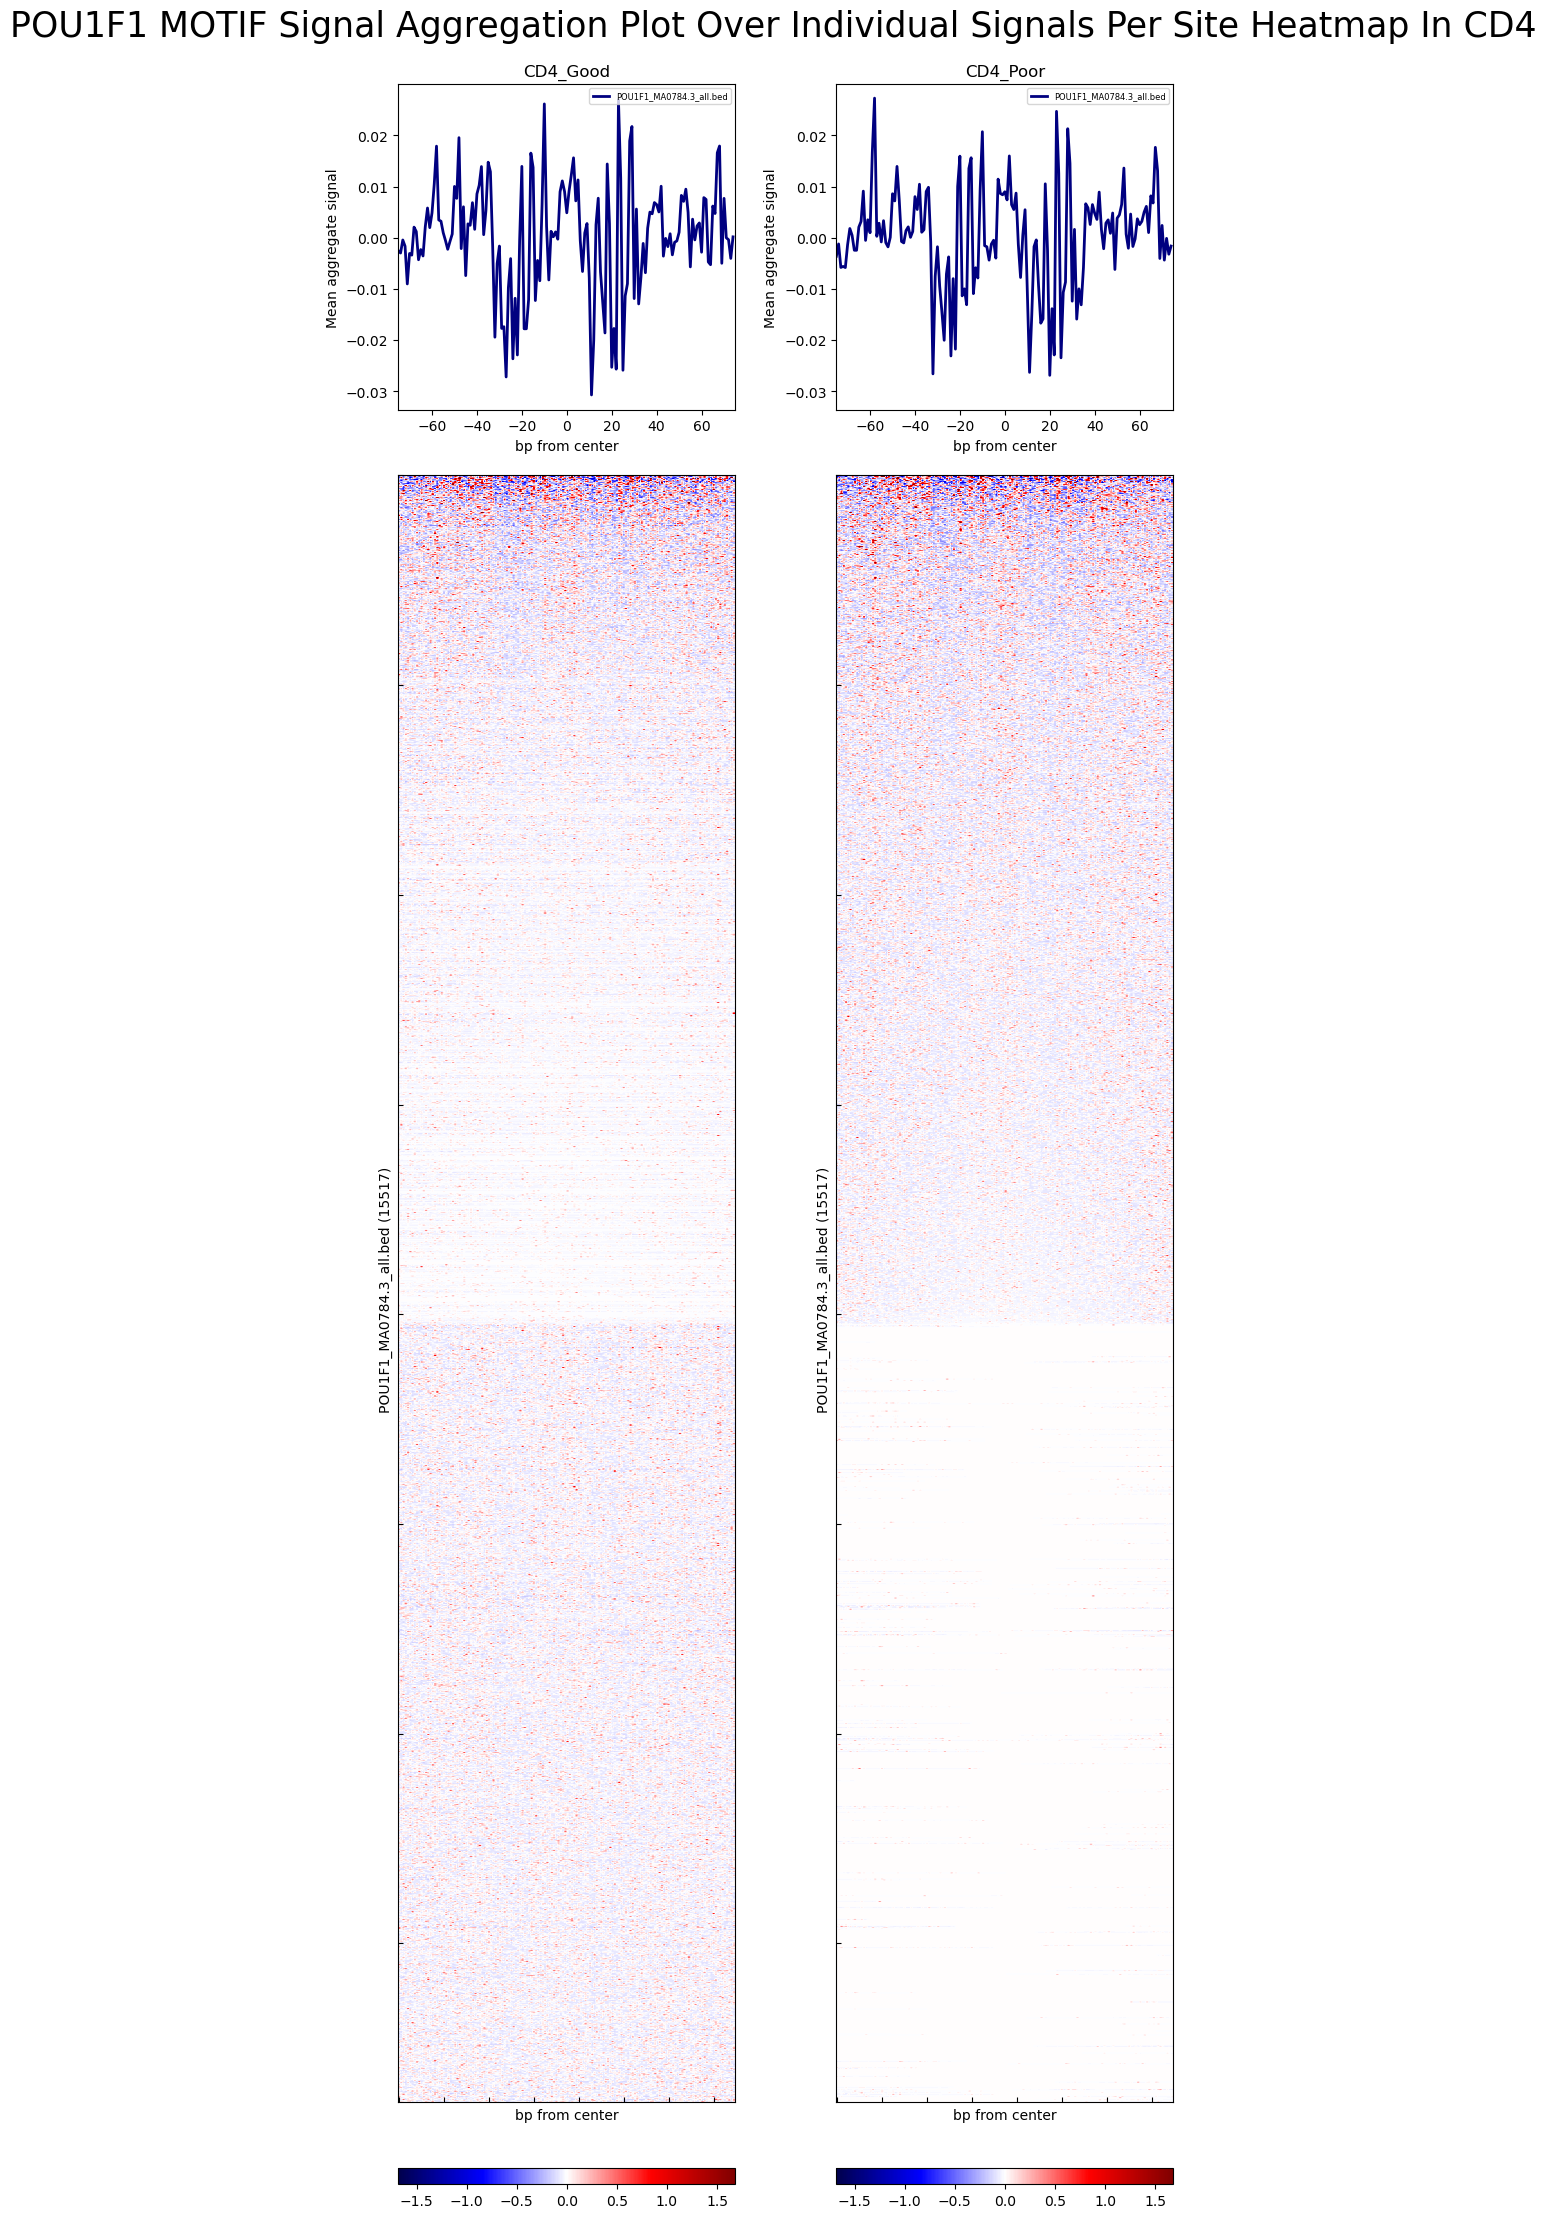 POU1F1 MOTIF Signal Aggregation Plot Over Individual Signals Per Site Heatmap In CD4
CD4_Good
POU1F1_MA0784.3_all.bed
Mean aggregate signal
0.02
0.01
0.00
−0.01
−0.02
−0.03
−60 −40 −20 0 20 40 60
bp from center
CD4_Poor
POU1F1_MA0784.3_all.bed
Mean aggregate signal
0.02
0.01
0.00
−0.01
−0.02
−0.03
−60 −40 −20 0 20 40 60
bp from center
POU1F1_MA0784.3_all.bed (15517)
bp from center
−1.5 −1.0 −0.5 0.0 0.5 1.0 1.5
POU1F1_MA0784.3_all.bed (15517)
bp from center
−1.5 −1.0 −0.5 0.0 0.5 1.0 1.5